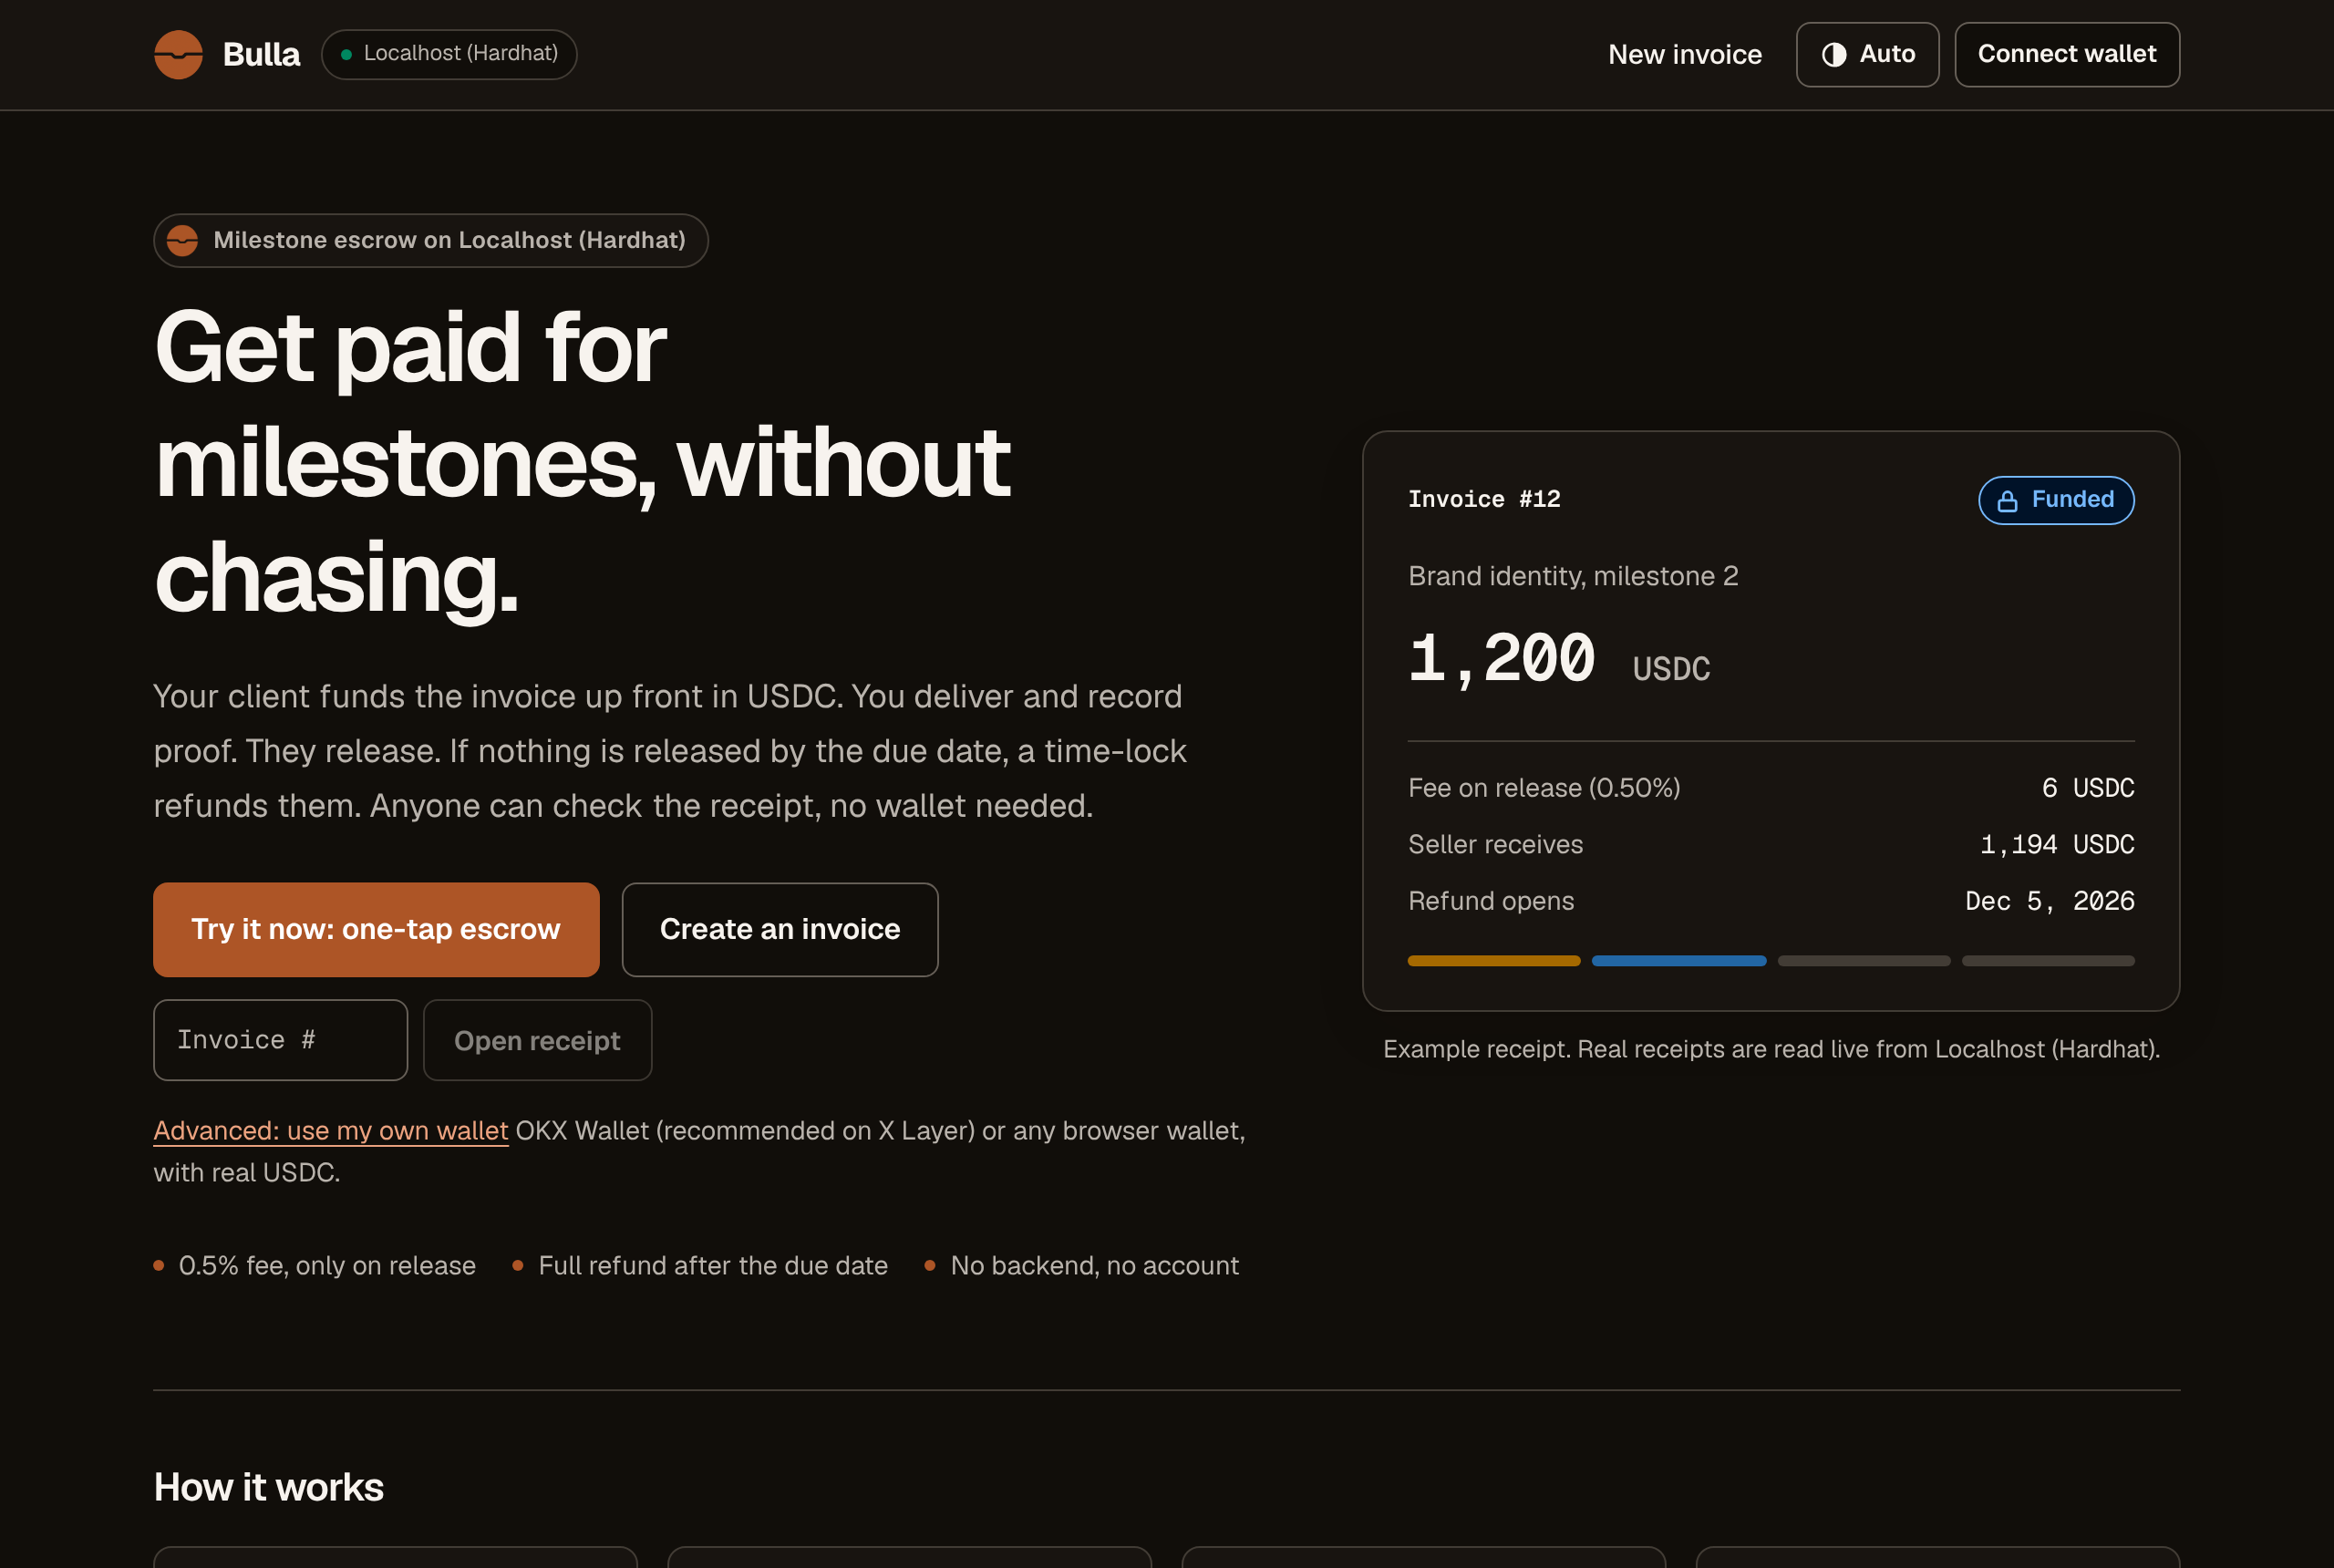 Bulla
Localhost (Hardhat)
New invoice
Auto
Connect wallet
Milestone escrow on Localhost (Hardhat)
Get paid for
milestones, without
chasing.
Your client funds the invoice up front in USDC. You deliver and record
proof. They release. If nothing is released by the due date, a time-lock
refunds them. Anyone can check the receipt, no wallet needed.
Try it now: one-tap escrow
Create an invoice
Invoice #
Open receipt
Advanced: use my own wallet OKX Wallet (recommended on X Layer) or any browser wallet,
with real USDC.
0.5% fee, only on release
Full refund after the due date
No backend, no account
Invoice #12
Funded
Brand identity, milestone 2
1,200 USDC
Fee on release (0.50%) 6 USDC
Seller receives 1,194 USDC
Refund opens Dec 5, 2026
Example receipt. Real receipts are read live from Localhost (Hardhat).
How it works